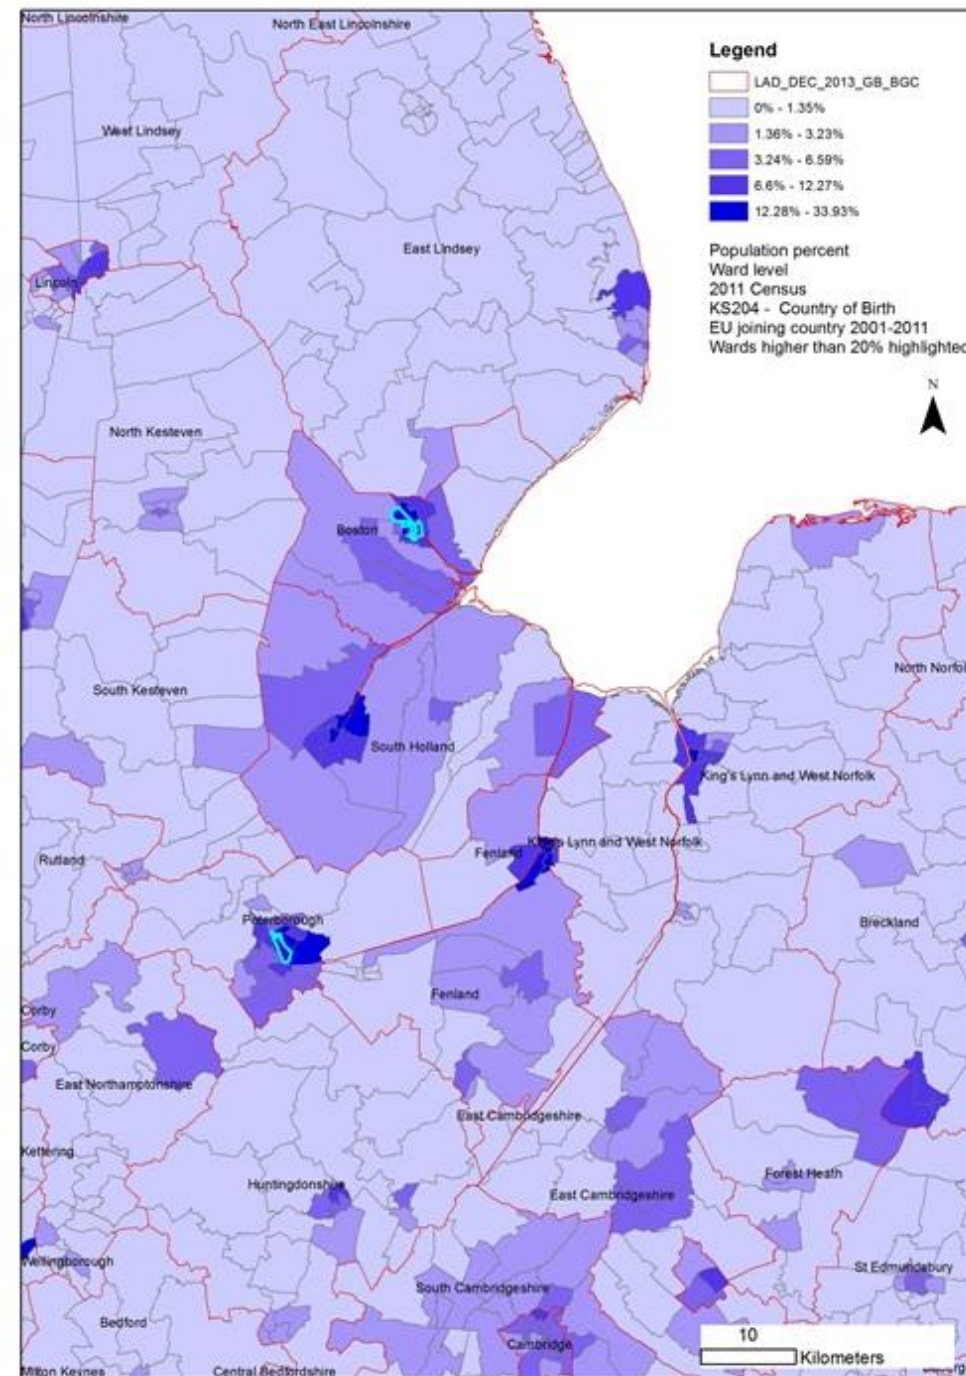 North Lincolnshire
North East Lincolnshire
Legend
LAD_DEC_2013_GB_BGC
0% - 1.35%
1.36% - 3.23%
3.24% - 6.59%
6.6% - 12.27%
12.28% - 33.93%
Population percent
Ward level
2011 Census
KS204 - Country of Birth
EU joining country 2001-2011
Wards higher than 20% highlighted
N
West Lindsey
East Lindsey
Lincoln
North Kesteven
Boston
South Kesteven
North Norfol
South Holland
King's Lynn and West Norfolk
Rutland
Fenland
King's Lynn and West Norfolk
Peterborough
Breckland
Fenland
Corby
Corby
East Northamptonshire
East Cambridgeshire
Kettering
Huntingdonshire
East Cambridgeshire
Forest Heath
Wellingborough
South Cambridgeshire
St Edmundsbury
Bedford
Cambridge
Milton Keynes
Central Bedfordshire
10
Kilometers